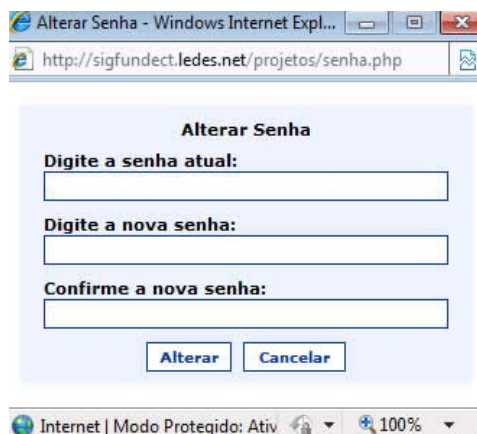 Alterar Senha - Windows Internet Expl...
http://sigfundect.ledes.net/projetos/senha.php
Alterar Senha
Digite a senha atual:
Digite a nova senha:
Confirme a nova senha:
Alterar Cancelar
Internet | Modo Protegido: Ativ 100%